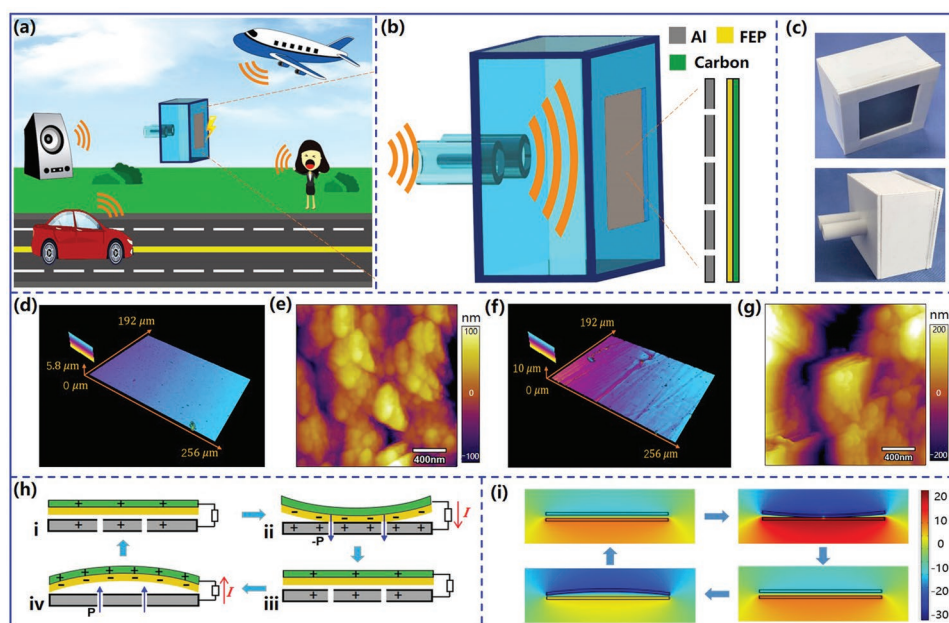 (a)
(b)
Al
FEP
Carbon
(c)
(d)
192 μm
5.8 μm
0 μm
256 μm
(e)
nm
100
0
-100
400nm
(f)
192 μm
10 μm
0 μm
256 μm
(g)
nm
200
0
-200
400nm
(h)
+ + +
- - -
+ + +
i
I
- - - - -
+ + + + + +
ii
-P
+ + + + + + +
- - - - - -
I
iv
P
- - -
+ + +
iii
(i)
20
10
0
-10
-20
-30